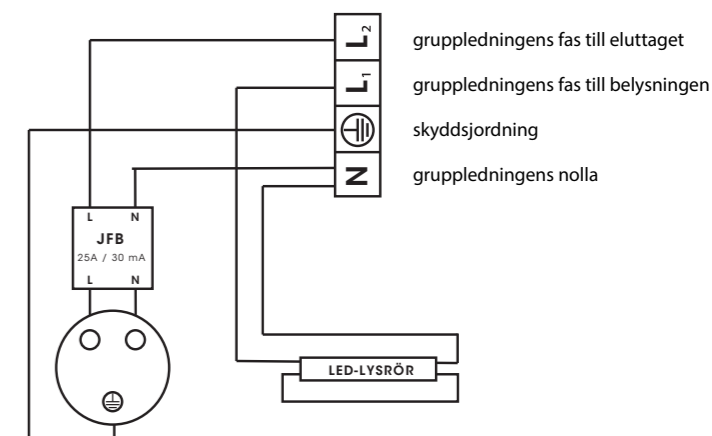 L2 gruppledningens fas till eluttaget
L1 gruppledningens fas till belysningen
skyddsjordning
N gruppledningens nolla
L N
JFB
25A / 30 mA
L N
LED-LYSRÖR